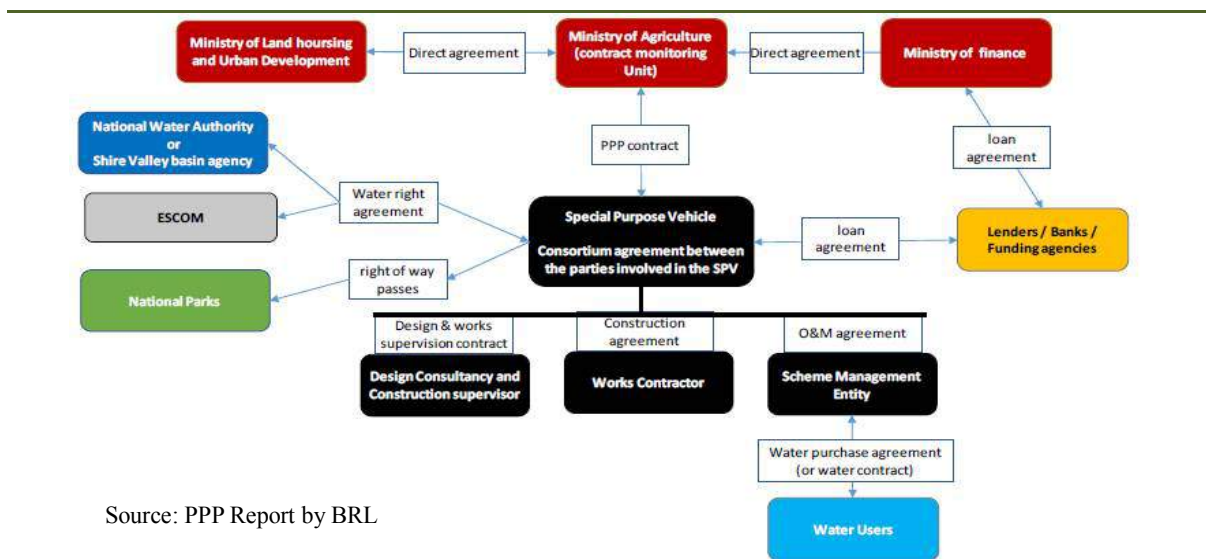 Ministry of Land hoursing
and Urban Development
Direct agreement
Ministry of Agriculture
(contract monitoring
Unit)
Direct agreement
Ministry of finance
National Water Authority
or
Shire Valley basin agency
PPP contract
loan
agreement
ESCOM
Water right
agreement
Special Purpose Vehicle
Consortium agreement between
the parties involved in the SPV
loan
agreement
Lenders / Banks /
Funding agencies
National Parks
right of way
passes
Design & works
supervision contract
Construction
agreement
O&M agreement
Design Consultancy and
Construction supervisor
Works Contractor
Scheme Management
Entity
Water purchase agreement
(or water contract)
Water Users
Source: PPP Report by BRL